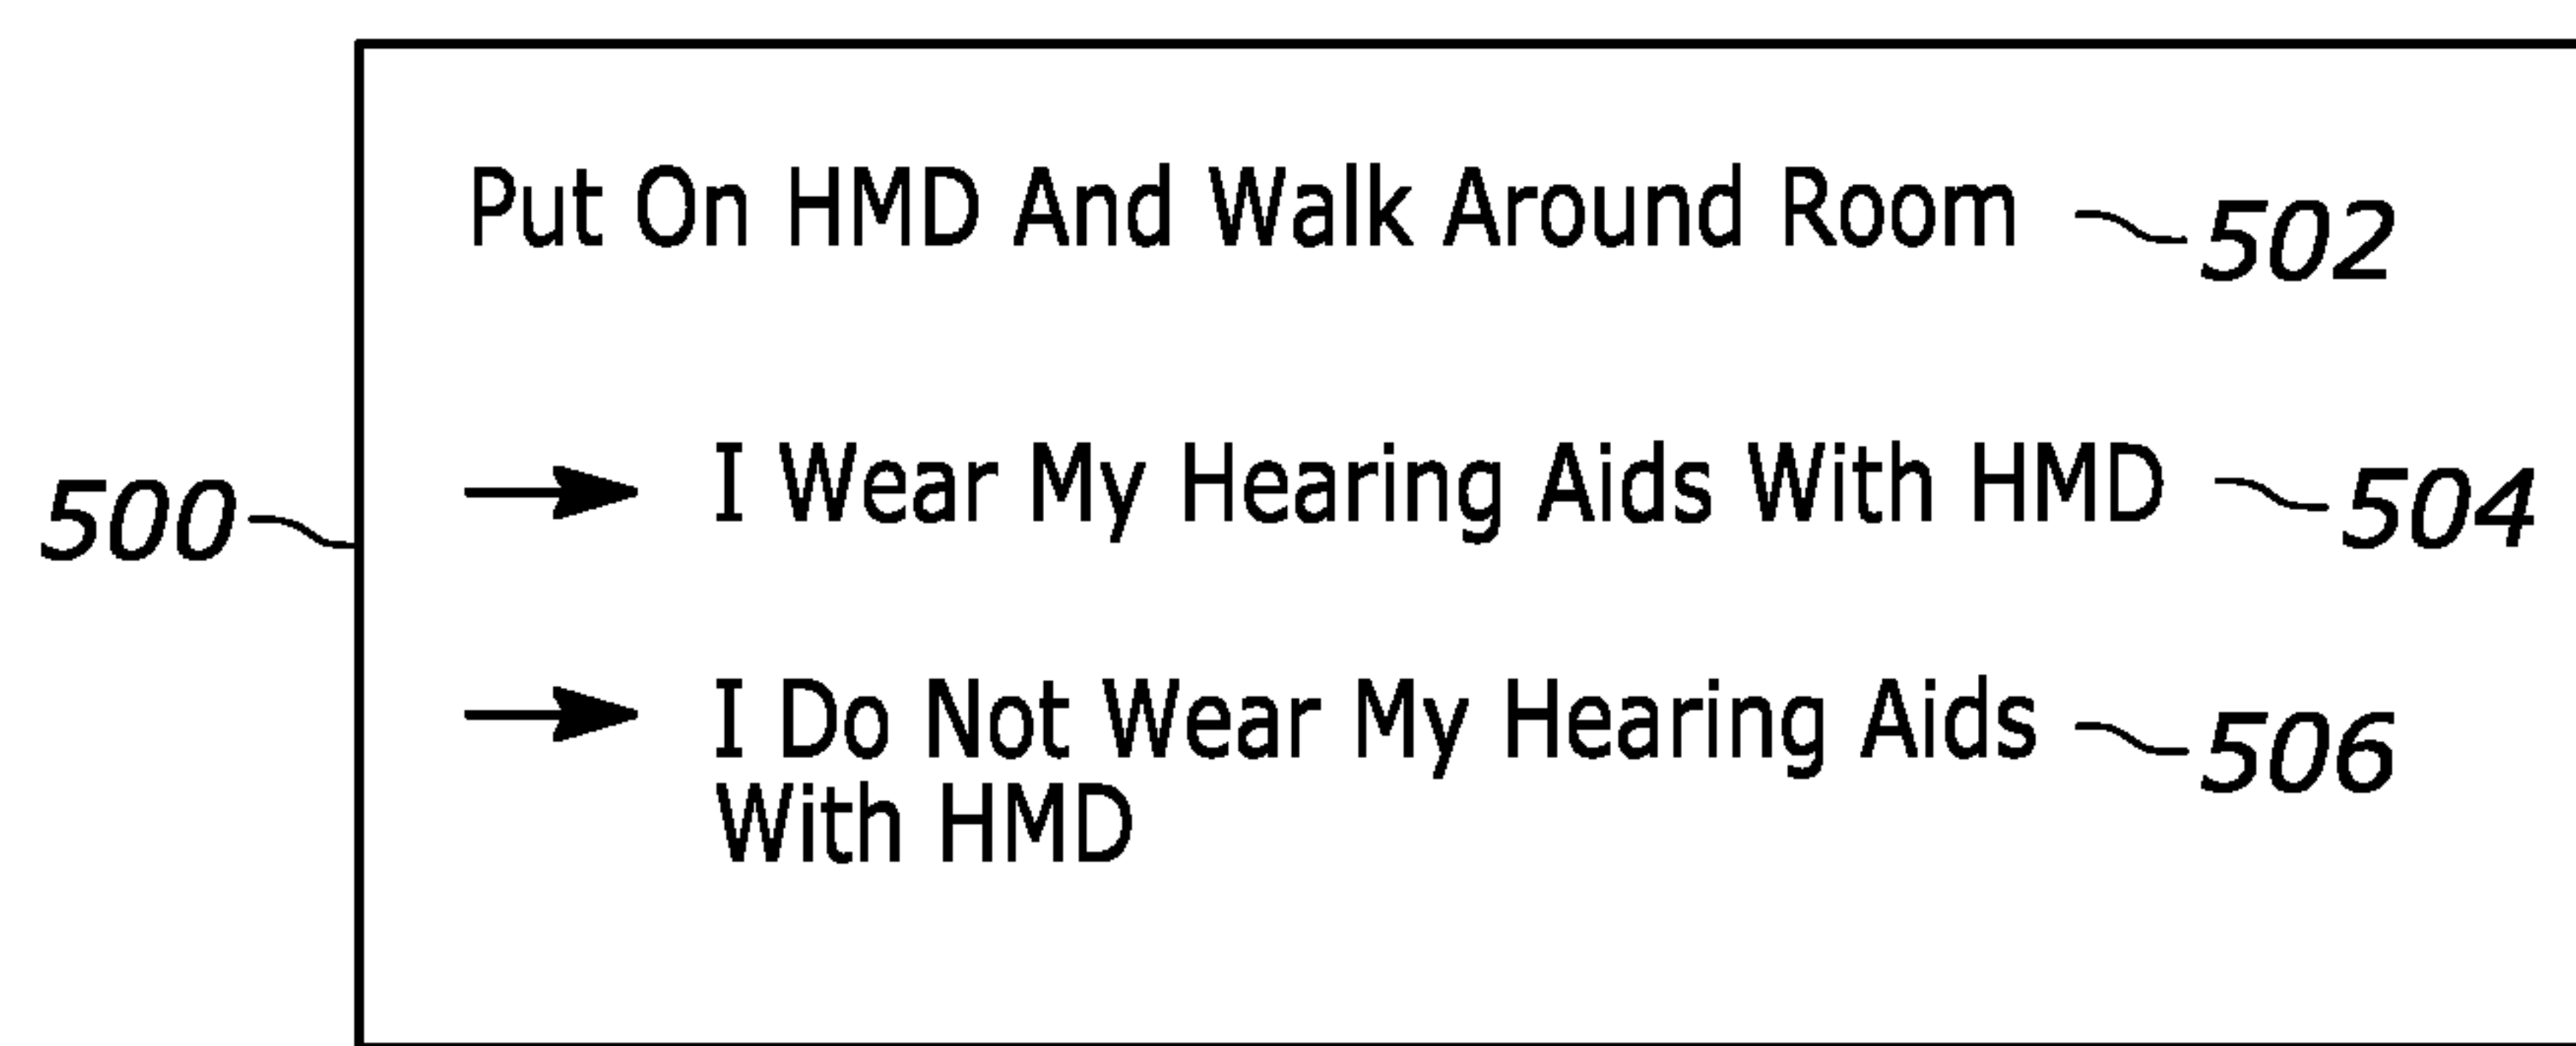 Put On HMD And Walk Around Room 502
I Wear My Hearing Aids With HMD 504
500
I Do Not Wear My Hearing Aids 506
With HMD